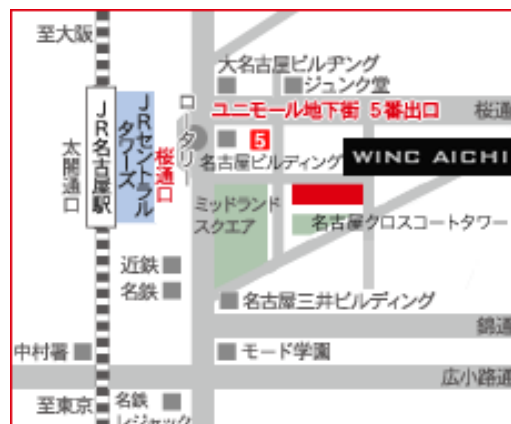 至大阪
大名古屋ビルヂング
ジュンク堂
ロータリー
ユニモール地下街 5番出口
桜通
JR名古屋駅
JRセントラル
タワーズ
桜通口
太閤通口
5
名古屋ビルディング
WINC AICHI
ミッドランド
スクエア
名古屋クロスコートタワー
近鉄
名鉄
名古屋三井ビルディング
錦通
中村署
モード学園
広小路通
至東京
名鉄
レジャック